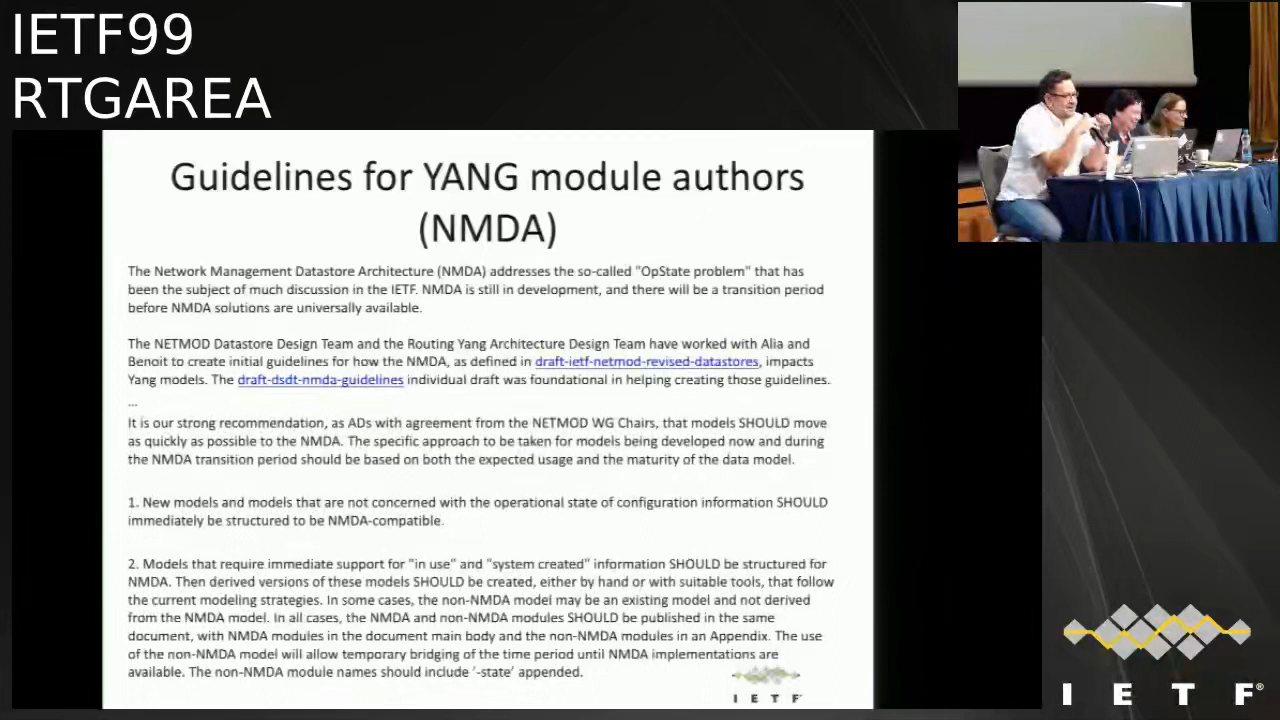 IETF99
RTGAREA
Guidelines for YANG module authors
(NMDA)
The Network Management Datastore Architecture (NMDA) addresses the so-called "OpState problem" that has
been the subject of much discussion in the IETF. NMDA is still in development, and there will be a transition period
before NMDA solutions are universally available.
The NETMOD Datastore Design Team and the Routing Yang Architecture Design Team have worked with Alia and
Benoit to create initial guidelines for how the NMDA, as defined in draft-ietf-netmod-revised-datastores, impacts
Yang models. The draft-dsdt-nmda-guidelines individual draft was foundational in helping creating those guidelines.
...
It is our strong recommendation, as ADs with agreement from the NETMOD WG Chairs, that models SHOULD move
as quickly as possible to the NMDA. The specific approach to be taken for models being developed now and during
the NMDA transition period should be based on both the expected usage and the maturity of the data model.
1. New models and models that are not concerned with the operational state of configuration information SHOULD
immediately be structured to be NMDA-compatible.
2. Models that require immediate support for "in use" and "system created" information SHOULD be structured for
NMDA. Then derived versions of these models SHOULD be created, either by hand or with suitable tools, that follow
the current modeling strategies. In some cases, the non-NMDA model may be an existing model and not derived
from the NMDA model. In all cases, the NMDA and non-NMDA modules SHOULD be published in the same
document, with NMDA modules in the document main body and the non-NMDA modules in an Appendix. The use
of the non-NMDA model will allow temporary bridging of the time period until NMDA implementations are
available. The non-NMDA module names should include '-state' appended.
I E T F
I E T F®